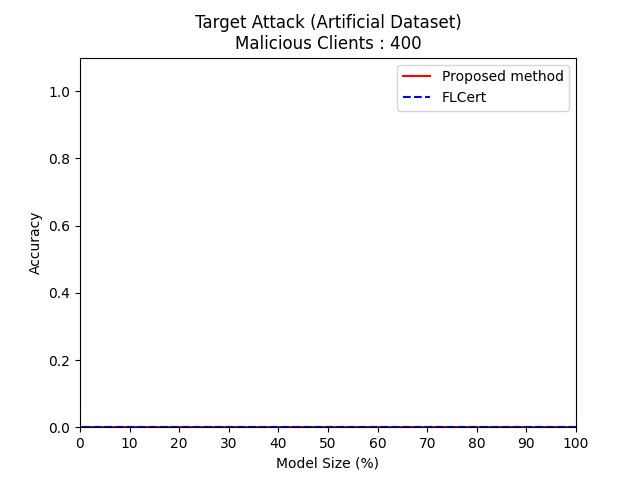 Target Attack (Artificial Dataset)
Malicious Clients : 400
Proposed method
FLCert
1.0
0.8
0.6
0.4
0.2
0.0
Accuracy
0 10 20 30 40 50 60 70 80 90 100
Model Size (%)